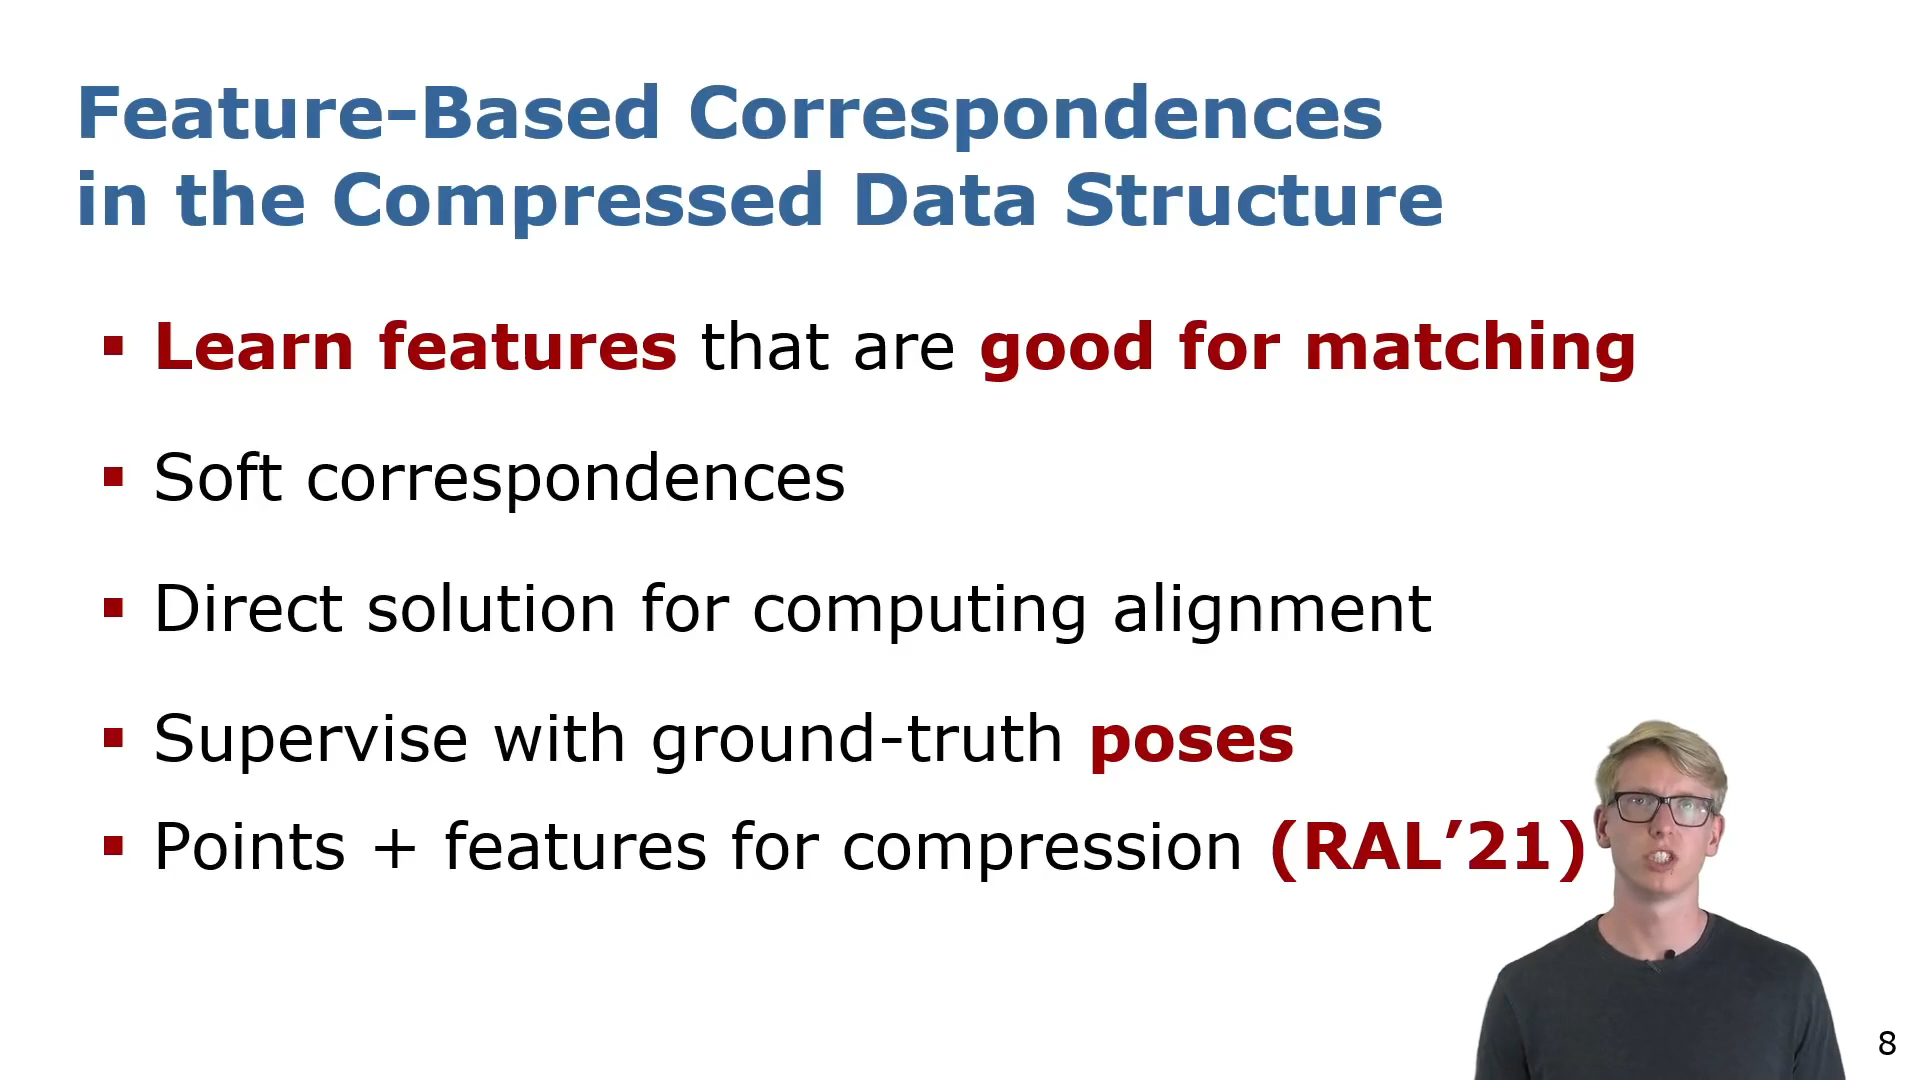 Feature-Based Correspondences
in the Compressed Data Structure
▪ Learn features that are good for matching
▪ Soft correspondences
▪ Direct solution for computing alignment
▪ Supervise with ground-truth poses
▪ Points + features for compression (RAL’21)
8